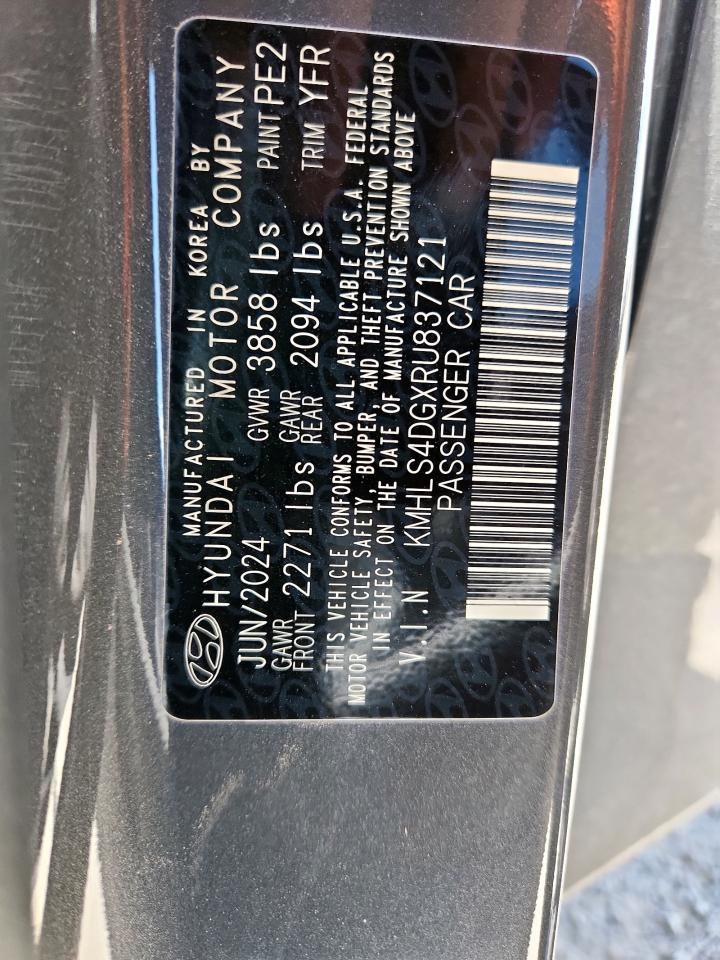 MANUFACTURED IN KOREA BY
HYUNDAI MOTOR COMPANY
JUN/2024 GVWR 3858 lbs PAINT PE2
GAWR FRONT 2271 lbs GAWR REAR 2094 lbs TRIM YFR
THIS VEHICLE CONFORMS TO ALL APPLICABLE U.S.A. FEDERAL
MOTOR VEHICLE SAFETY, BUMPER, AND THEFT PREVENTION STANDARDS
IN EFFECT ON THE DATE OF MANUFACTURE SHOWN ABOVE
V.I.N KMHLS4DGXRU837121
PASSENGER CAR